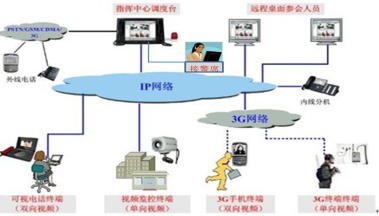 指挥中心调度台
远程桌面参会人员
PSTN/GSM/CDMA/
3G
外线电话
接警席
IP网络
内线分机
3G网络
可视电话终端
(双向视频)
视频监控终端
(单向视频)
3G手机终端
(双向视频)
3G终端终端
(单向视频)